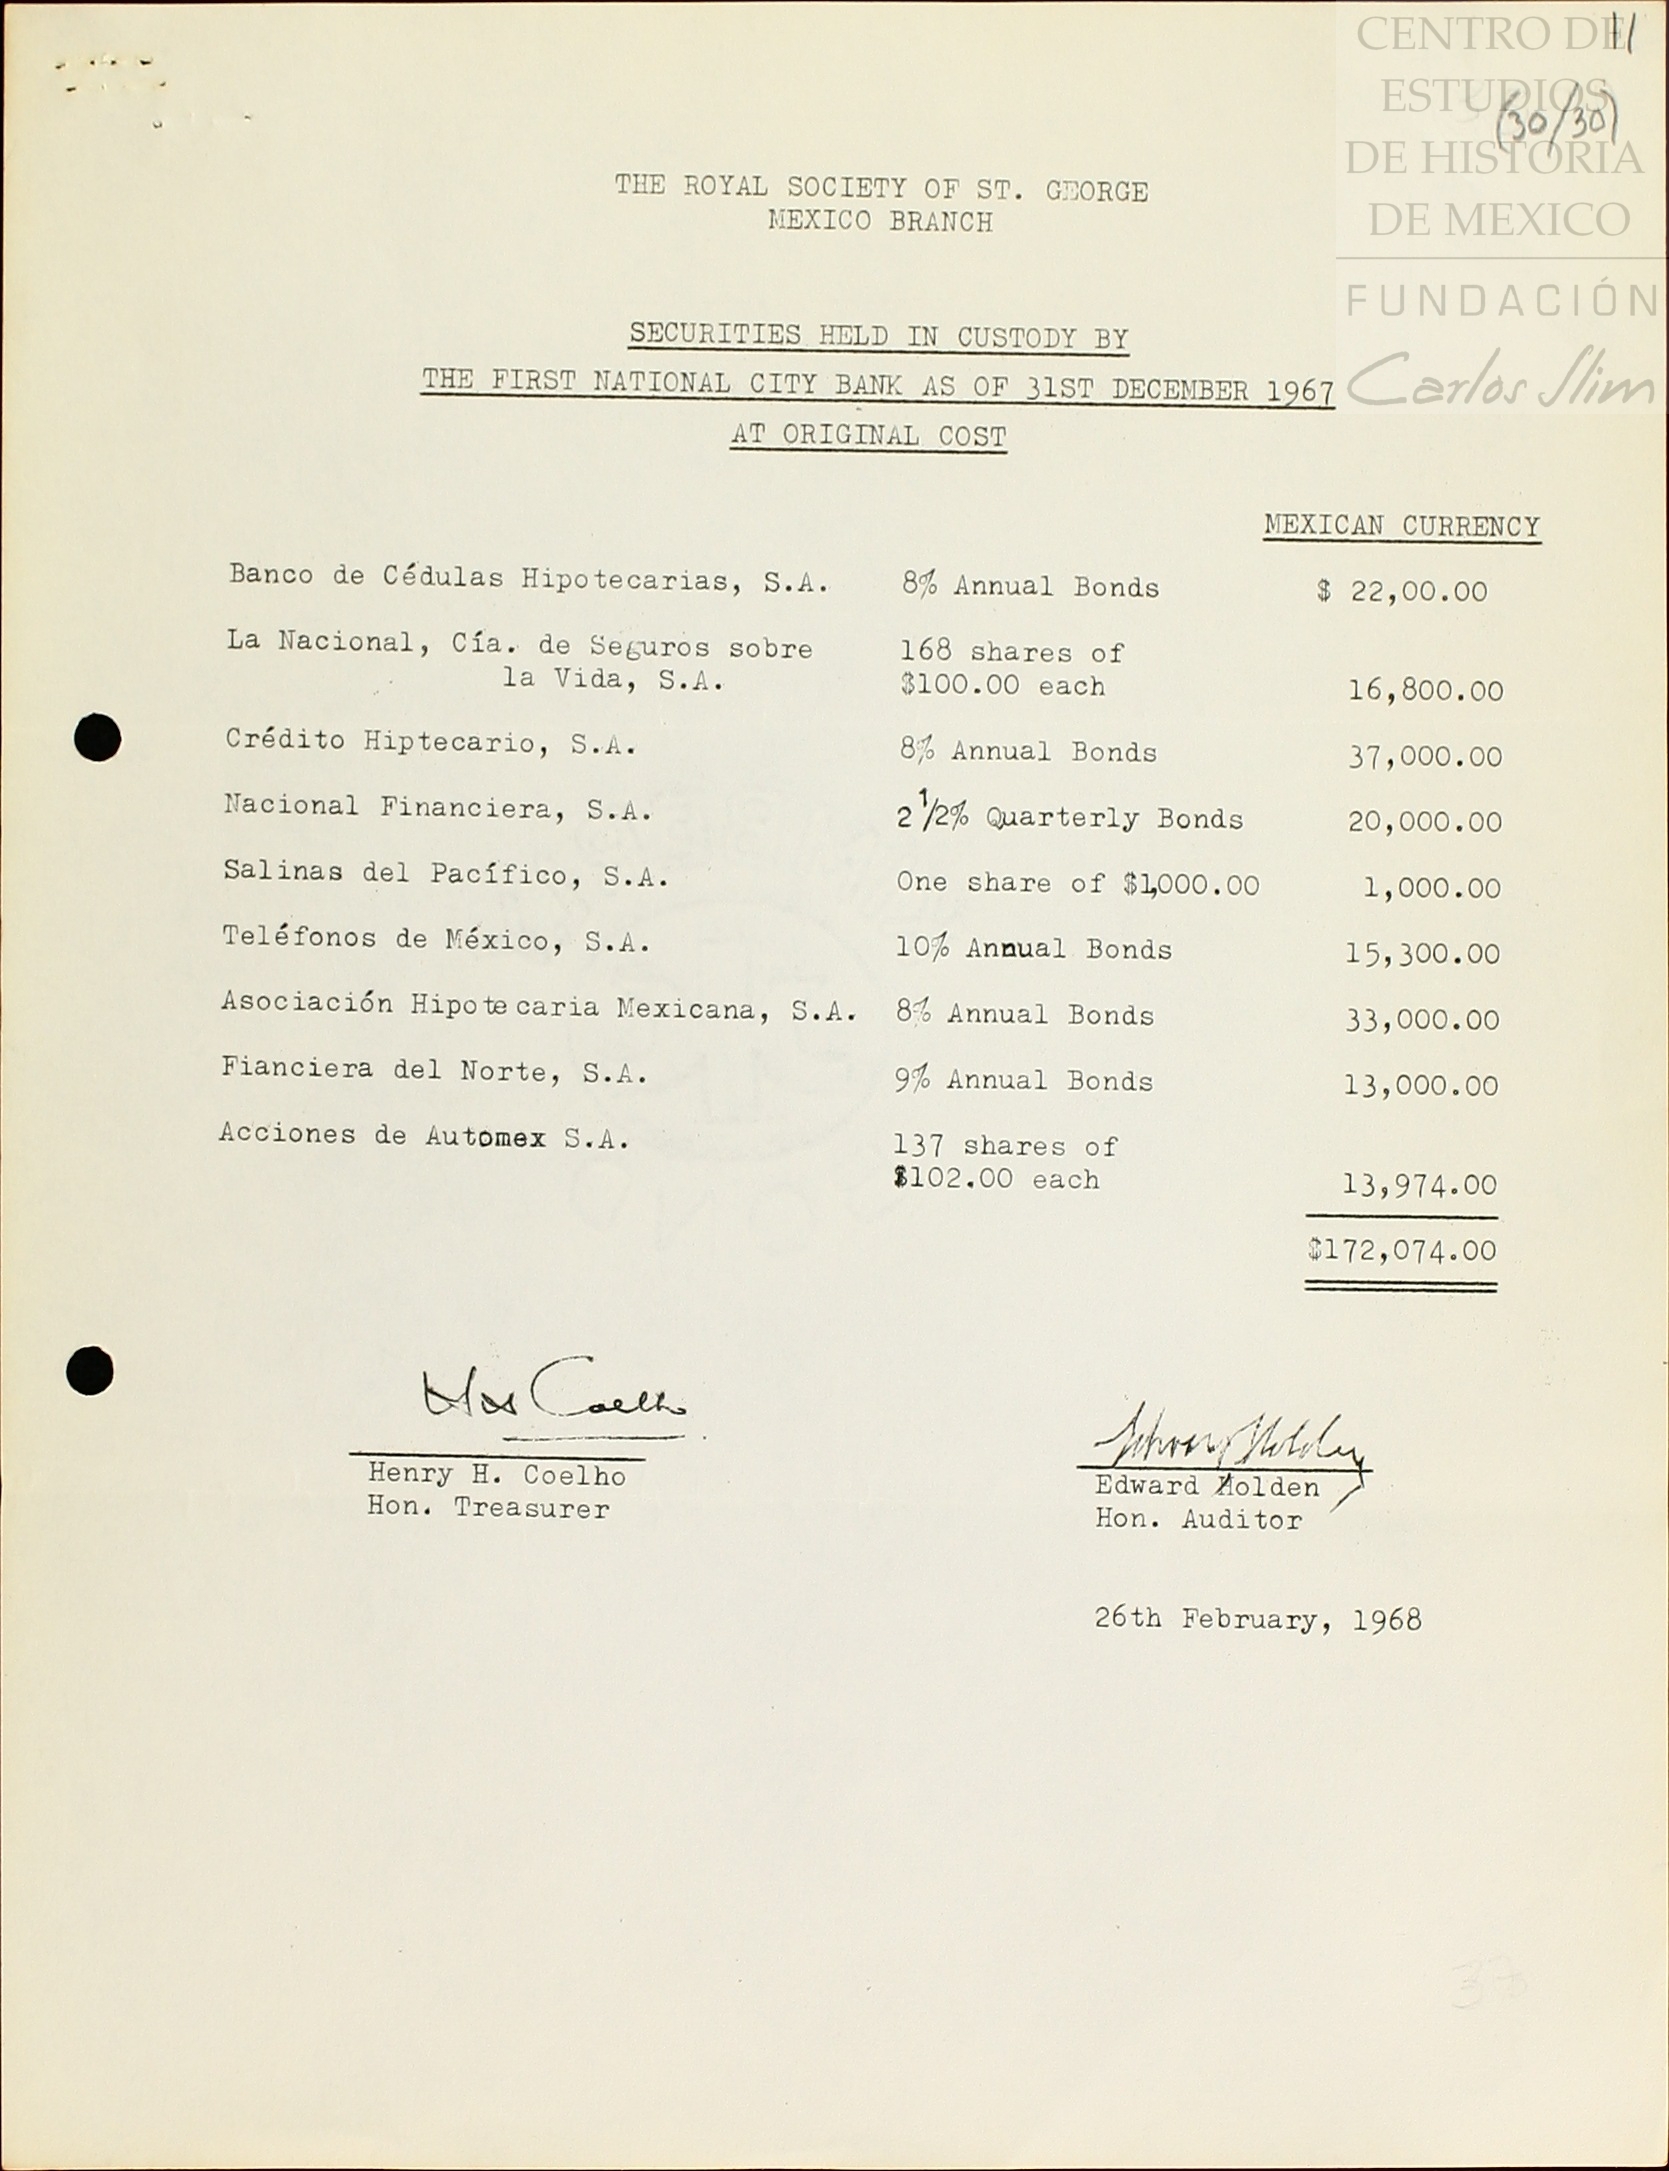 11
(30/30)
CENTRO DE
ESTUDIOS
DE HISTORIA
DE MEXICO
FUNDACIÓN
Carlos Slim
THE ROYAL SOCIETY OF ST. GEORGE
MEXICO BRANCH
SECURITIES HELD IN CUSTODY BY
THE FIRST NATIONAL CITY BANK AS OF 31ST DECEMBER 1967
AT ORIGINAL COST
MEXICAN CURRENCY
Banco de Cédulas Hipotecarias, S.A. 8% Annual Bonds $ 22,00.00
La Nacional, Cía. de Seguros sobre 168 shares of
la Vida, S.A. $100.00 each 16,800.00
Crédito Hiptecario, S.A. 8% Annual Bonds 37,000.00
Nacional Financiera, S.A. 2 1/2% Quarterly Bonds 20,000.00
Salinas del Pacífico, S.A. One share of $1,000.00 1,000.00
Teléfonos de México, S.A. 10% Annual Bonds 15,300.00
Asociación Hipotecaria Mexicana, S.A. 8% Annual Bonds 33,000.00
Fianciera del Norte, S.A. 9% Annual Bonds 13,000.00
Acciones de Automex S.A. 137 shares of
$102.00 each 13,974.00
$172,074.00
Coelho
Edward Holden
Henry H. Coelho
Hon. Treasurer
Edward Holden
Hon. Auditor
26th February, 1968
37